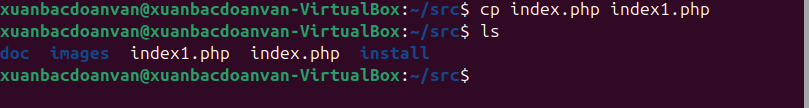 xuanbacdoanvan@xuanbacdoanvan-VirtualBox:~/src$ cp index.php index1.php
xuanbacdoanvan@xuanbacdoanvan-VirtualBox:~/src$ ls
doc  images  index1.php  index.php  install
xuanbacdoanvan@xuanbacdoanvan-VirtualBox:~/src$